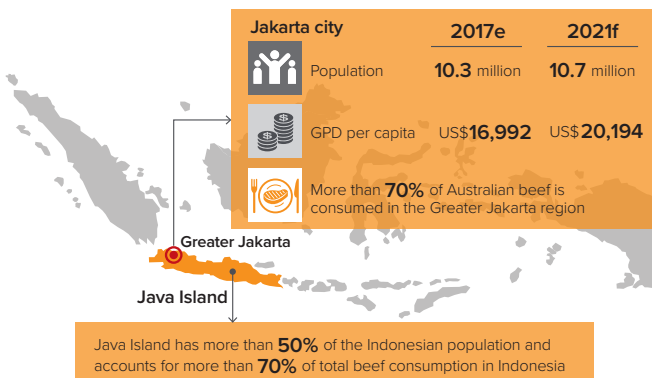 Jakarta city 2017e 2021f
Population 10.3 million 10.7 million
GPD per capita US$16,992 US$20,194
More than 70% of Australian beef is
consumed in the Greater Jakarta region
Greater Jakarta
Java Island
Java Island has more than 50% of the Indonesian population and
accounts for more than 70% of total beef consumption in Indonesia